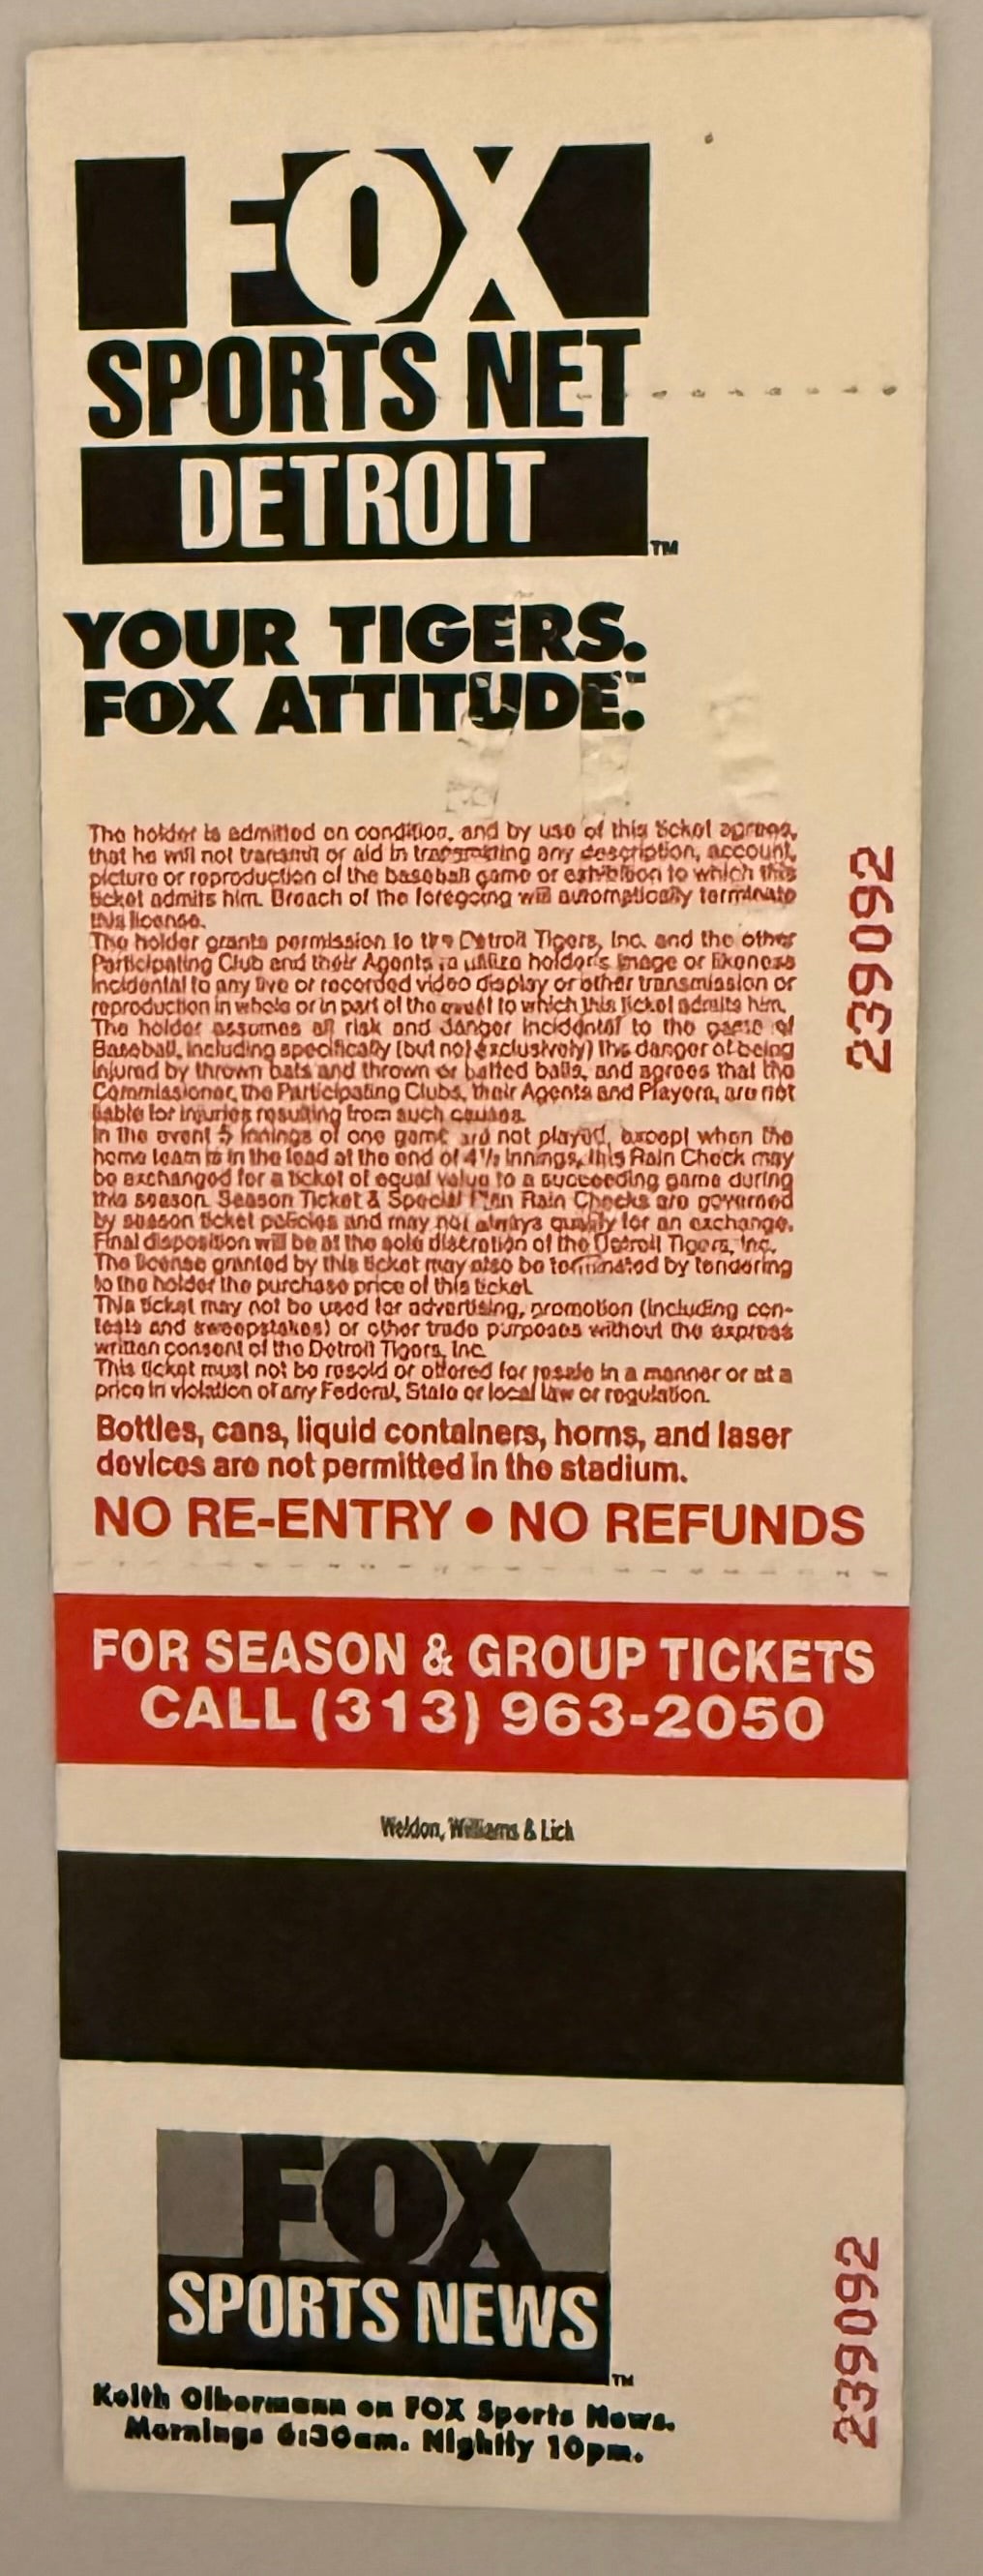 FOX
SPORTS NET
DETROIT
TM
YOUR TIGERS.
FOX ATTITUDE.
The holder is admitted on condition, and by use of this ticket agrees,
that he will not transmit or aid in transmitting any description, account,
picture or reproduction of the baseball game or exhibition to which this
ticket admits him. Breach of the foregoing will automatically terminate
this license.
The holder grants permission to the Detroit Tigers, Inc. and the other
Participating Club and their Agents to utilize holder's image or likeness
incidental to any live or recorded video display or other transmission or
reproduction in whole or in part of the event to which this ticket admits him.
The holder assumes all risk and danger incidental to the game of
Baseball, including specifically (but not exclusively) the danger of being
injured by thrown bats and thrown or batted balls, and agrees that the
Commissioner, the Participating Clubs, their Agents and Players, are not
liable for injuries resulting from such causes.
In the event 5 innings of one game are not played, except when the
home team is in the lead at the end of 4½ innings, this Rain Check may
be exchanged for a ticket of equal value to a succeeding game during
this season. Season Ticket & Special Plan Rain Checks are governed
by season ticket policies and may not always qualify for an exchange.
Final disposition will be at the sole discretion of the Detroit Tigers, Inc.
The license granted by this ticket may also be terminated by tendering
to the holder the purchase price of this ticket.
This ticket may not be used for advertising, promotion (including con-
tests and sweepstakes) or other trade purposes without the express
written consent of the Detroit Tigers, Inc.
This ticket must not be resold or offered for resale in a manner or at a
price in violation of any Federal, State or local law or regulation.
Bottles, cans, liquid containers, horns, and laser
devices are not permitted in the stadium.
NO RE-ENTRY • NO REFUNDS
239092
FOR SEASON & GROUP TICKETS
CALL (313) 963-2050
Weldon, Williams & Lick
FOX
SPORTS NEWS
TM
Keith Olbermann on FOX Sports News.
Mornings 6:30am. Nightly 10pm.
239092